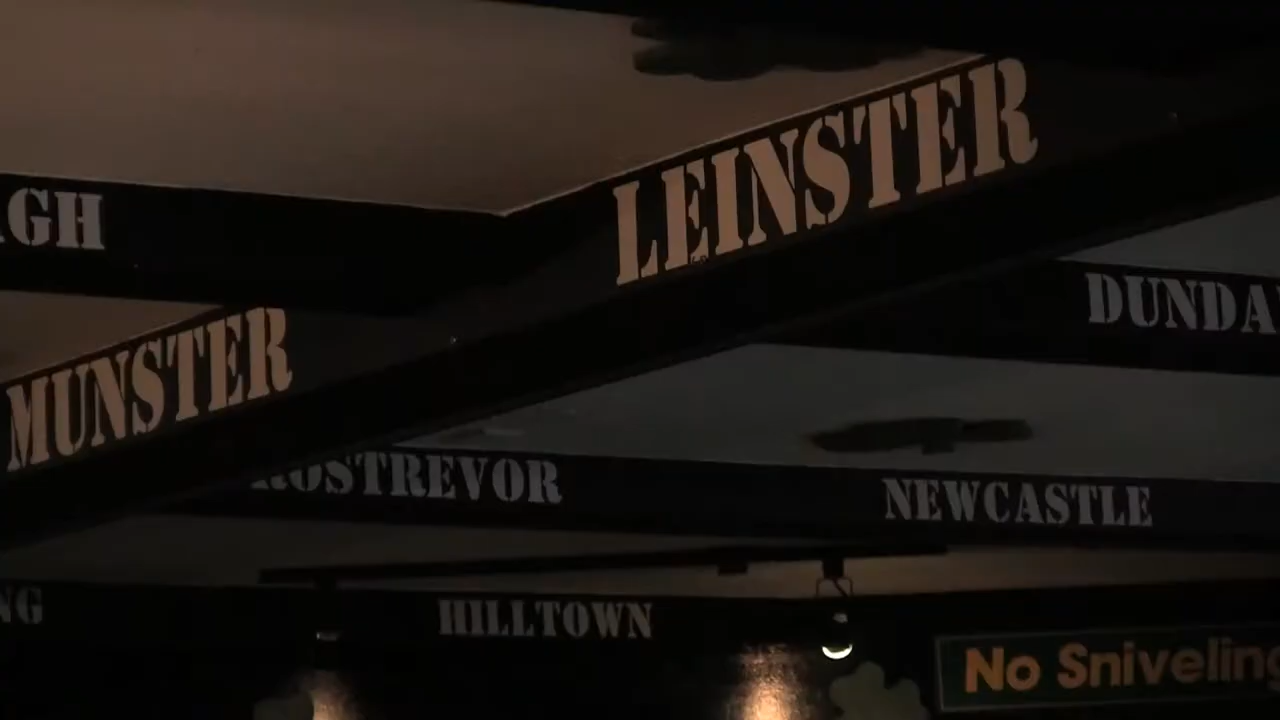 LEINSTER
GH
DUNDA
MUNSTER
ROSTREVOR
NEWCASTLE
NG
HILLTOWN
No Sniveling